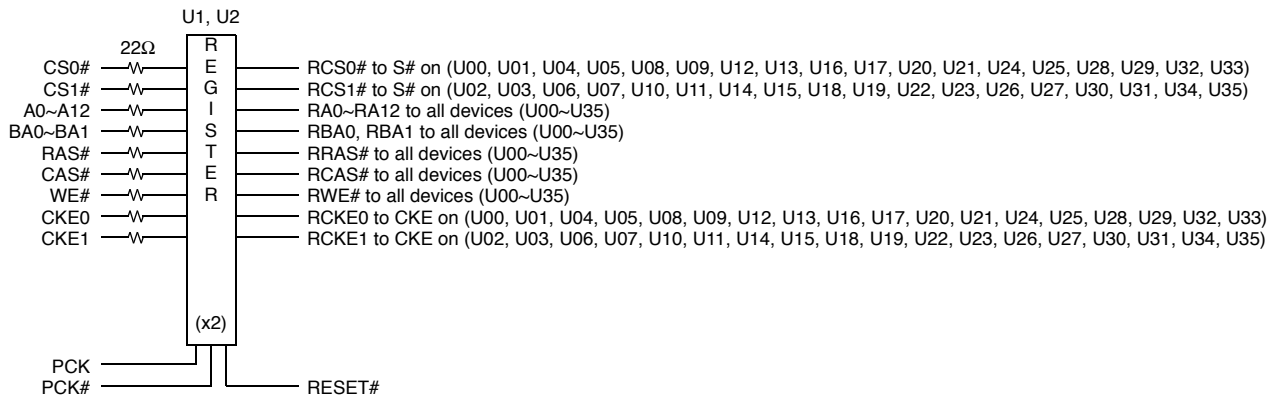 U1, U2
22Ω
REGISTER
CS0# RCS0# to S# on (U00, U01, U04, U05, U08, U09, U12, U13, U16, U17, U20, U21, U24, U25, U28, U29, U32, U33)
CS1# RCS1# to S# on (U02, U03, U06, U07, U10, U11, U14, U15, U18, U19, U22, U23, U26, U27, U30, U31, U34, U35)
A0~A12 RA0~RA12 to all devices (U00~U35)
BA0~BA1 RBA0, RBA1 to all devices (U00~U35)
RAS# RRAS# to all devices (U00~U35)
CAS# RCAS# to all devices (U00~U35)
WE# RWE# to all devices (U00~U35)
CKE0 RCKE0 to CKE on (U00, U01, U04, U05, U08, U09, U12, U13, U16, U17, U20, U21, U24, U25, U28, U29, U32, U33)
CKE1 RCKE1 to CKE on (U02, U03, U06, U07, U10, U11, U14, U15, U18, U19, U22, U23, U26, U27, U30, U31, U34, U35)
(x2)
PCK
PCK# RESET#